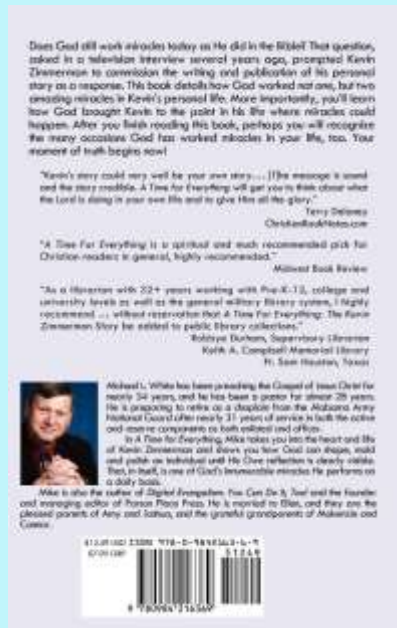 Does God still work miracles today as He did in the Bible? That question,
asked in a television interview several years ago, prompted Kevin
Zimmerman to commission the writing and publication of his personal
story as a response. This book details how God worked not one, but two
amazing miracles in Kevin's personal life. More importantly, you'll learn
how God brought Kevin to the point in his life where miracles could
happen. After you finish reading this book, perhaps you will recognize
the many occasions God has worked miracles in your life, too. Your
moment of truth begins now!
"Kevin's story could very well be your own story.... [T]he message is sound
and the story credible. A Time for Everything will get you to think about what
the Lord is doing in your own life and to give Him all the glory."
Terry Delaney
ChristianBookNotes.com
"A Time For Everything is a spiritual and much recommended pick for
Christian readers in general, highly recommended."
Midwest Book Review
"As a librarian with 32+ years working with Pre-K-12, college and
university levels as well as the general military library system, I highly
recommend ... without reservation that A Time For Everything: The Kevin
Zimmerman Story be added to public library collections."
Durham, Supervisory Librarian
Keith A. Campbell Memorial Library
Ft. Sam Houston, Texas
Michael L. White has been preaching the Gospel of Jesus Christ for
nearly 34 years, and he has been a pastor for almost 28 years.
He is preparing to retire as a chaplain from the Alabama Army
National Guard after nearly 31 years of service in both the active
and reserve components as both enlisted and officer.
In A Time for Everything, Mike takes you into the heart and life
of Kevin Zimmerman and shows you how God can shape, mold
and polish an individual until His Own reflection is clearly visible.
That, in itself, is one of God's innumerable miracles He performs on
a daily basis.
Mike is also the author of Digital Evangelism: You Can Do It, Too! and the founder
and managing editor of Parson Place Press. He is married to Ellen, and they are the
pleased parents of Amy and Joshua, and the grateful grandparents of Makenzie and
Connor.
ISBN 978-0-9842163-6-9
51249
9 780984 216369